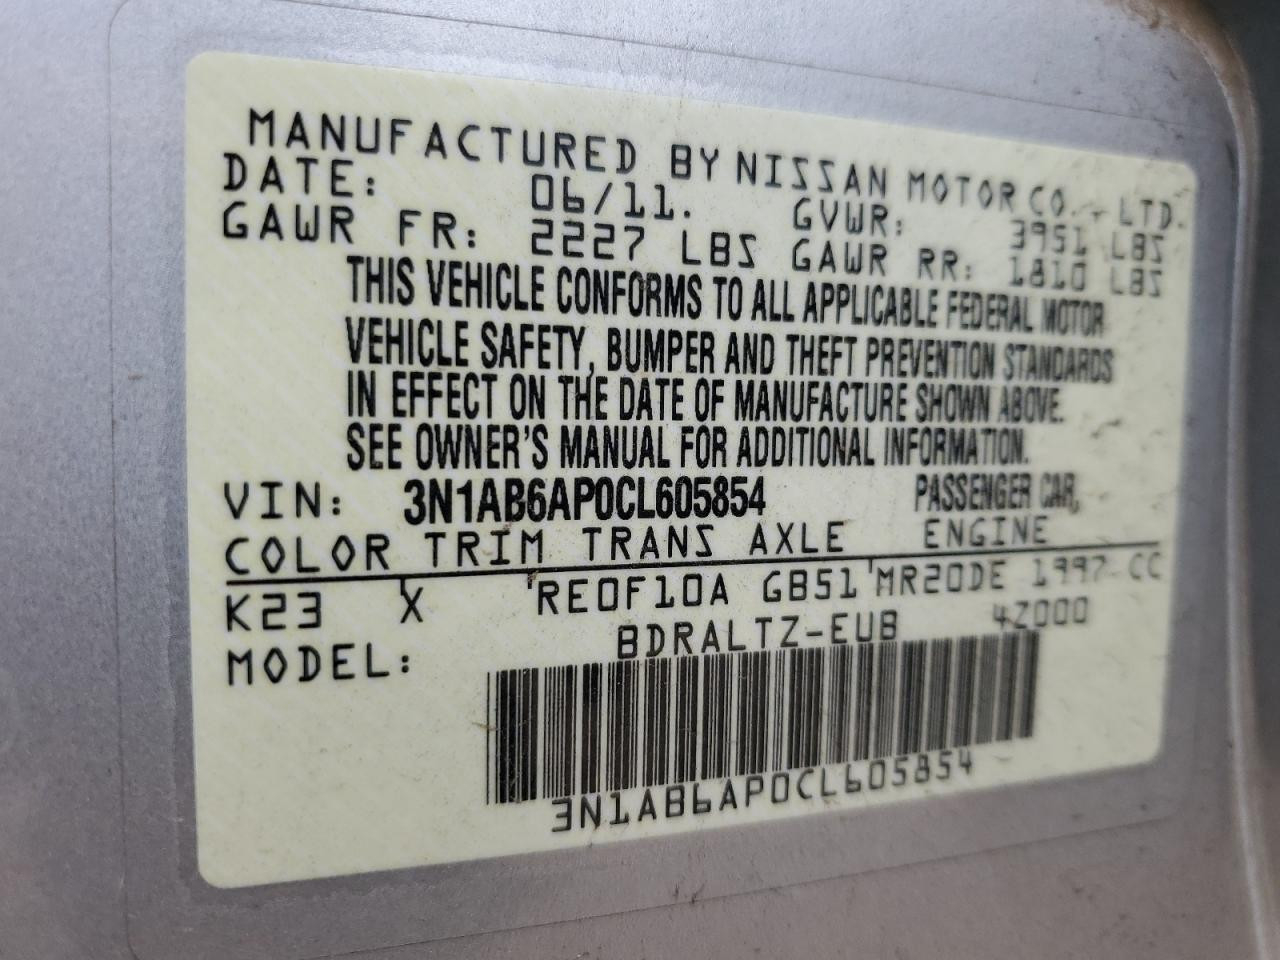 MANUFACTURED BY NISSAN MOTOR CO., LTD.
DATE: 06/11. GVWR: 3951 LBS
GAWR FR: 2227 LBS GAWR RR: 1810 LBS
THIS VEHICLE CONFORMS TO ALL APPLICABLE FEDERAL MOTOR
VEHICLE SAFETY, BUMPER AND THEFT PREVENTION STANDARDS
IN EFFECT ON THE DATE OF MANUFACTURE SHOWN ABOVE.
SEE OWNER'S MANUAL FOR ADDITIONAL INFORMATION.
VIN: 3N1AB6AP0CL605854 PASSENGER CAR,
COLOR TRIM TRANS AXLE ENGINE
K23 X RE0F10A GB51 MR20DE 1997 CC
MODEL: BDRALTZ-EUB 4Z000
3N1AB6AP0CL605854